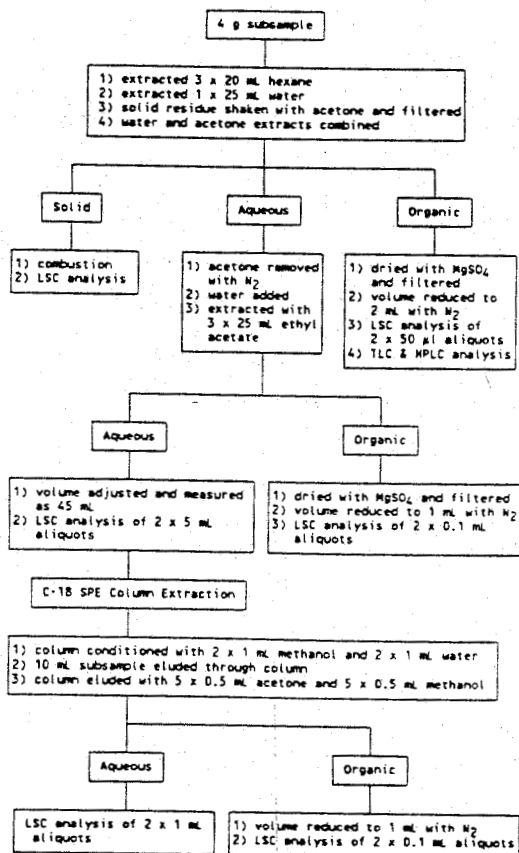 4 g subsample
1) extracted 3 x 20 mL hexane
2) extracted 1 x 25 mL water
3) solid residue shaken with acetone and filtered
4) water and acetone extracts combined
Solid
1) combustion
2) LSC analysis
Aqueous
1) acetone removed
with N2
2) water added
3) extracted with
3 x 25 mL ethyl
acetate
Organic
1) dried with MgSO4
and filtered
2) volume reduced to
2 mL with N2
3) LSC analysis of
2 x 50 µl aliquots
4) TLC & HPLC analysis
Aqueous
1) volume adjusted and measured
as 45 mL
2) LSC analysis of 2 x 5 mL
aliquots
Organic
1) dried with MgSO4 and filtered
2) volume reduced to 1 mL with N2
3) LSC analysis of 2 x 0.1 mL
aliquots
C-18 SPE Column Extraction
1) column conditioned with 2 x 1 mL methanol and 2 x 1 mL water
2) 10 mL subsample eluded through column
3) column eluded with 5 x 0.5 mL acetone and 5 x 0.5 mL methanol
Aqueous
LSC analysis of 2 x 1 mL
aliquots
Organic
1) volume reduced to 1 mL with N2
2) LSC analysis of 2 x 0.1 mL aliquots